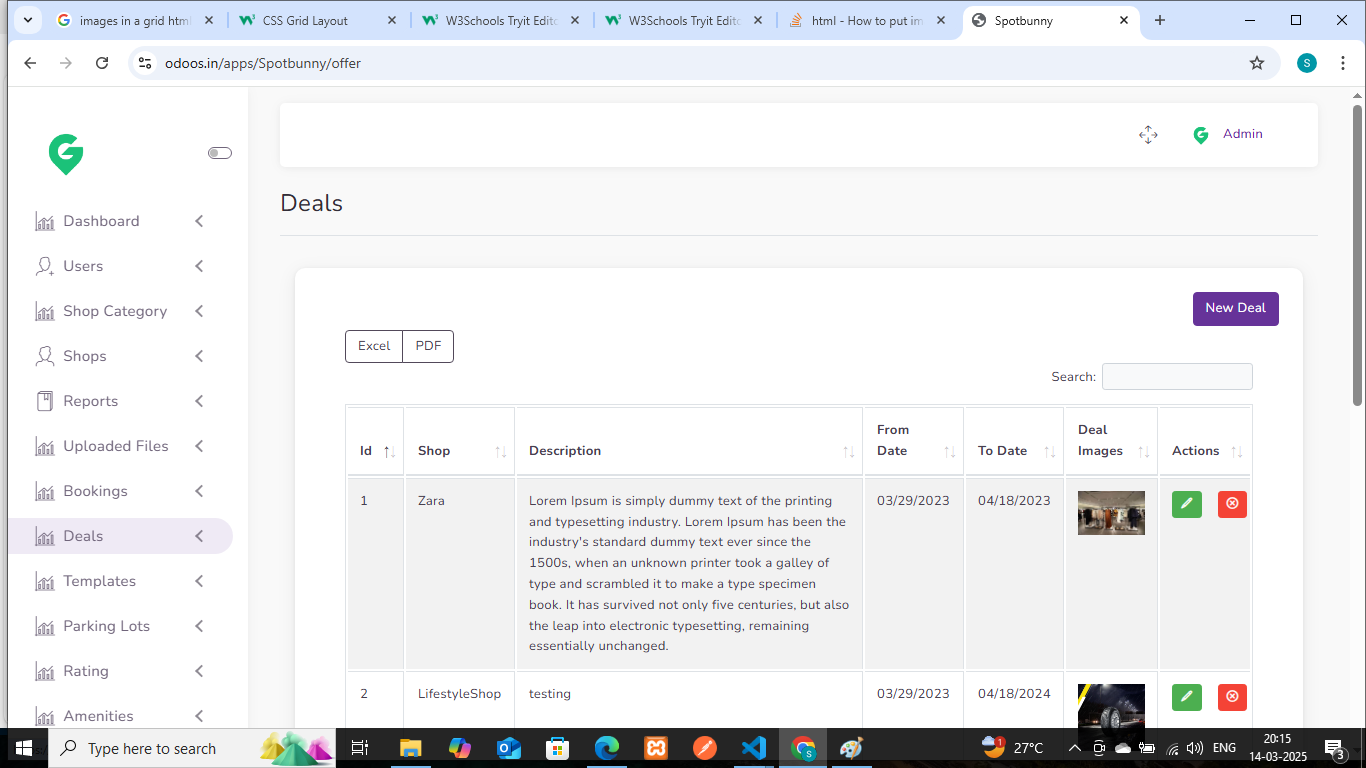 images in a grid html
CSS Grid Layout
W3Schools Tryit Edito
W3Schools Tryit Edito
html - How to put im
Spotbunny
odoos.in/apps/Spotbunny/offer
S
Admin
Deals
Dashboard
Users
Shop Category
Shops
Reports
Uploaded Files
Bookings
Deals
Templates
Parking Lots
Rating
Amenities
New Deal
Excel PDF
Search:
Id Shop Description From Date To Date Deal Images Actions
1 Zara 03/29/2023 04/18/2023
Lorem Ipsum is simply dummy text of the printing
and typesetting industry. Lorem Ipsum has been the
industry's standard dummy text ever since the
1500s, when an unknown printer took a galley of
type and scrambled it to make a type specimen
book. It has survived not only five centuries, but also
the leap into electronic typesetting, remaining
essentially unchanged.
2 LifestyleShop testing 03/29/2023 04/18/2024
Type here to search
1
27°C
ENG
20:15
14-03-2025
3